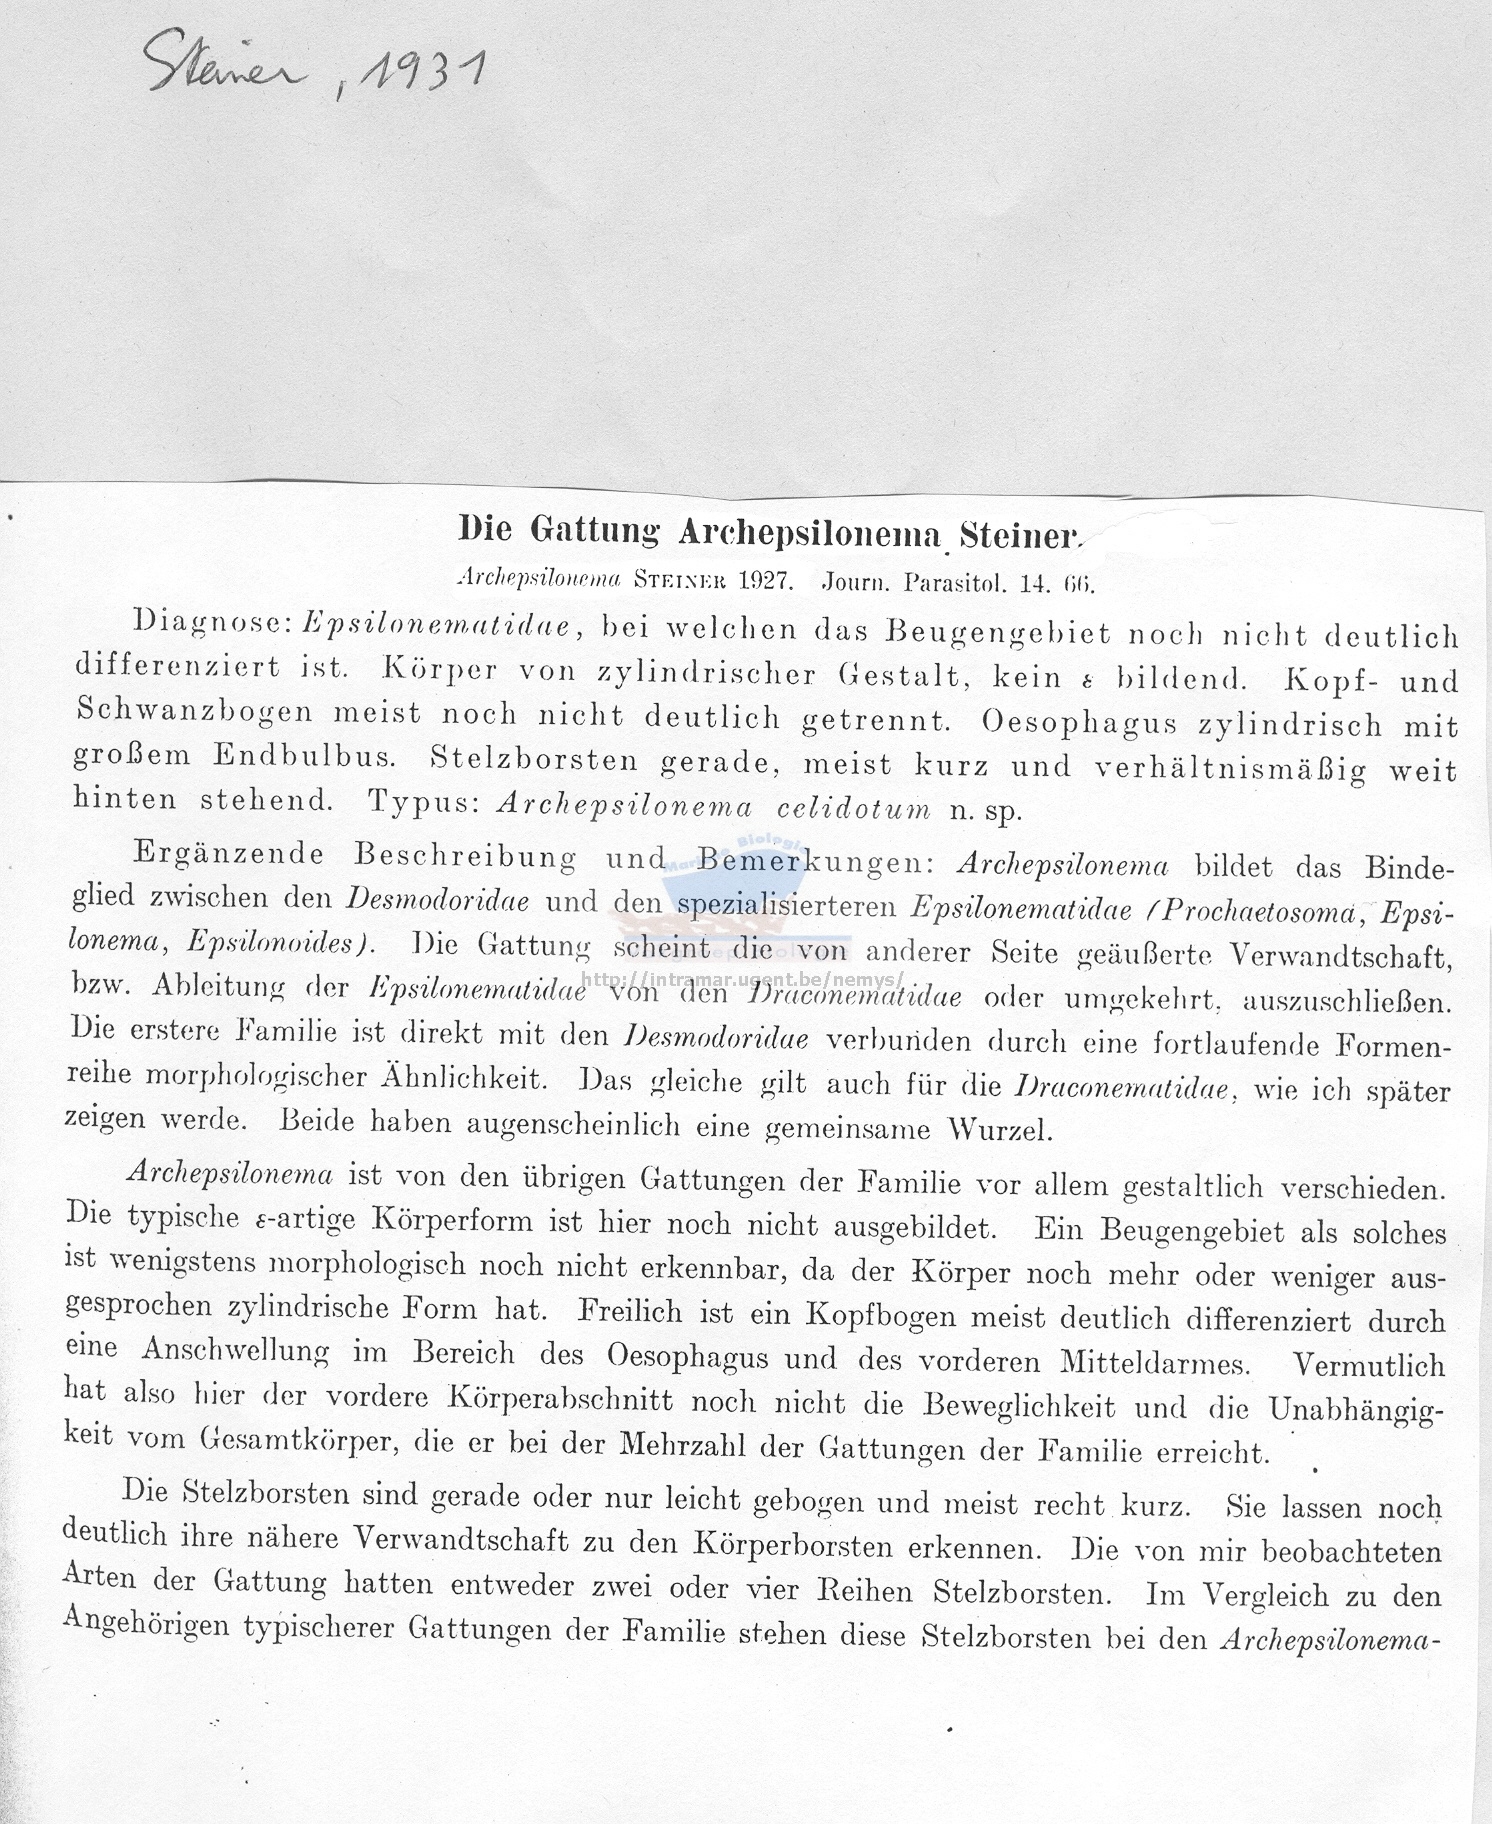 Steiner, 1931
Die Gattung Archepsilonema Steiner.
Archepsilonema STEINER 1927. Journ. Parasitol. 14. 66.
Diagnose: Epsilonematidae, bei welchen das Beugengebiet noch nicht deutlich
differenziert ist. Körper von zylindrischer Gestalt, kein ε bildend. Kopf- und
Schwanzbogen meist noch nicht deutlich getrennt. Oesophagus zylindrisch mit
großem Endbulbus. Stelzborsten gerade, meist kurz und verhältnismäßig weit
hinten stehend. Typus: Archepsilonema celidotum n. sp.
Ergänzende Beschreibung und Bemerkungen: Archepsilonema bildet das Binde-
glied zwischen den Desmodoridae und den spezialisierteren Epsilonematidae (Prochaetosoma, Epsi-
lonema, Epsilonoides). Die Gattung scheint die von anderer Seite geäußerte Verwandtschaft,
http://intramar.ugent.be/nemys/
bzw. Ableitung der Epsilonematidae von den Draconematidae oder umgekehrt, auszuschließen.
Die erstere Familie ist direkt mit den Desmodoridae verbunden durch eine fortlaufende Formen-
reihe morphologischer Ähnlichkeit. Das gleiche gilt auch für die Draconematidae, wie ich später
zeigen werde. Beide haben augenscheinlich eine gemeinsame Wurzel.
Archepsilonema ist von den übrigen Gattungen der Familie vor allem gestaltlich verschieden.
Die typische ε-artige Körperform ist hier noch nicht ausgebildet. Ein Beugengebiet als solches
ist wenigstens morphologisch noch nicht erkennbar, da der Körper noch mehr oder weniger aus-
gesprochen zylindrische Form hat. Freilich ist ein Kopfbogen meist deutlich differenziert durch
eine Anschwellung im Bereich des Oesophagus und des vorderen Mitteldarmes. Vermutlich
hat also hier der vordere Körperabschnitt noch nicht die Beweglichkeit und die Unabhängig-
keit vom Gesamtkörper, die er bei der Mehrzahl der Gattungen der Familie erreicht.
Die Stelzborsten sind gerade oder nur leicht gebogen und meist recht kurz. Sie lassen noch
deutlich ihre nähere Verwandtschaft zu den Körperborsten erkennen. Die von mir beobachteten
Arten der Gattung hatten entweder zwei oder vier Reihen Stelzborsten. Im Vergleich zu den
Angehörigen typischerer Gattungen der Familie stehen diese Stelzborsten bei den Archepsilonema-